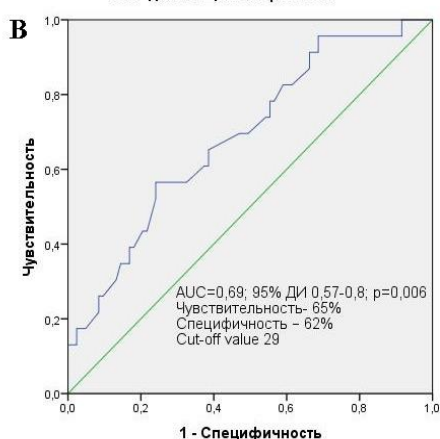 В
1,0
0,8
0,6
0,4
0,2
0,0
Чувствительность
AUC=0,69; 95% ДИ 0,57-0,8; p=0,006
Чувствительность- 65%
Специфичность – 62%
Cut-off value 29
0,0 0,2 0,4 0,6 0,8 1,0
1 - Специфичность